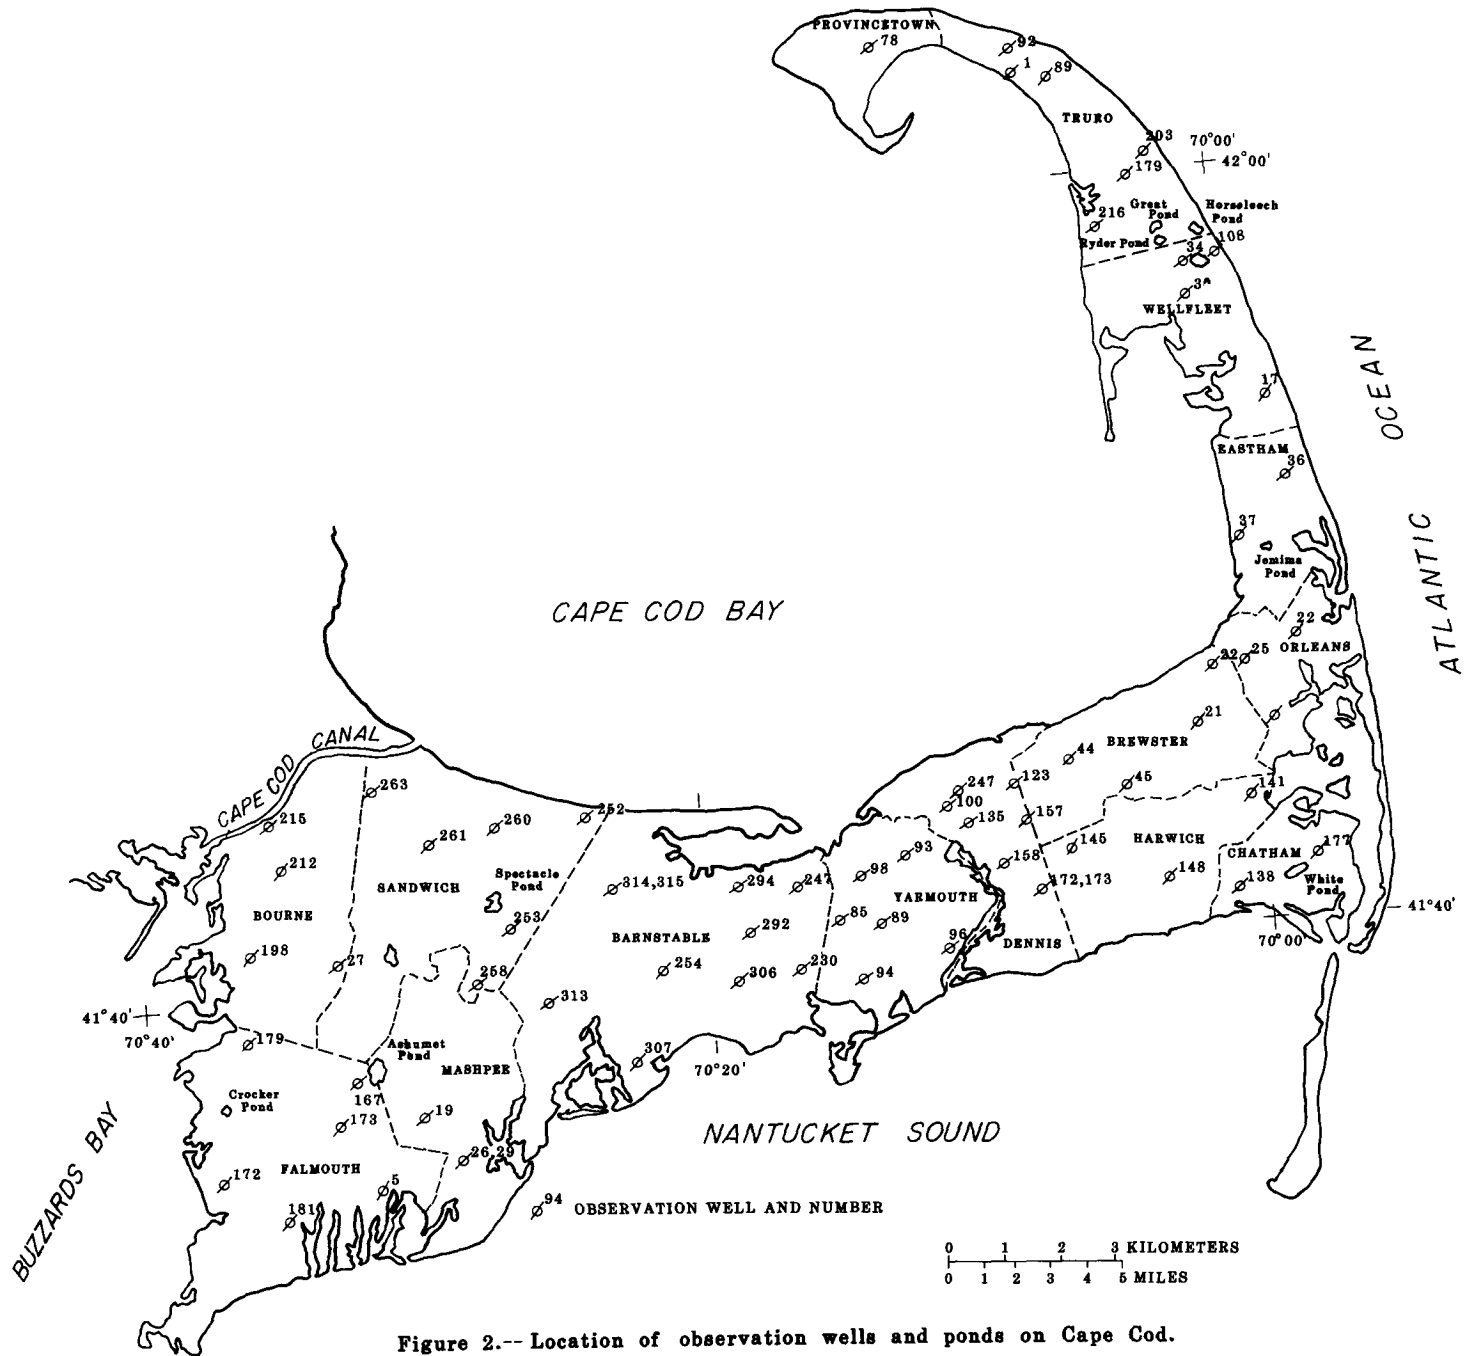 PROVINCETOWN
78
92
1
89
TRURO
203
70°00'
42°00'
179
216
Great
Pond
Horseleech
Pond
Ryder Pond
108
34
WELLFLEET
17
OCEAN
EASTHAM
36
37
Jemima
Pond
ATLANTIC
CAPE COD BAY
22
ORLEANS
25
22
21
BREWSTER
CAPE COD CANAL
44
263
247
123
45
141
100
215
252
260
135
157
261
HARWICH
145
177
CHATHAM
93
158
212
Spectacle
Pond
SANDWICH
314,315
294
247
98
YARMOUTH
172,173
148
138
White
Pond
41°40'
BOURNE
253
292
85
89
70°00'
BARNSTABLE
96
DENNIS
198
27
258
254
306
230
94
313
41°40'
70°40'
179
Ashumet
Pond
307
70°20'
MASHPEE
Crocker
Pond
167
173
19
NANTUCKET SOUND
BUZZARDS BAY
26,29
172
FALMOUTH
5
94 OBSERVATION WELL AND NUMBER
181
0 1 2 3 KILOMETERS
0 1 2 3 4 5 MILES
Figure 2.-- Location of observation wells and ponds on Cape Cod.